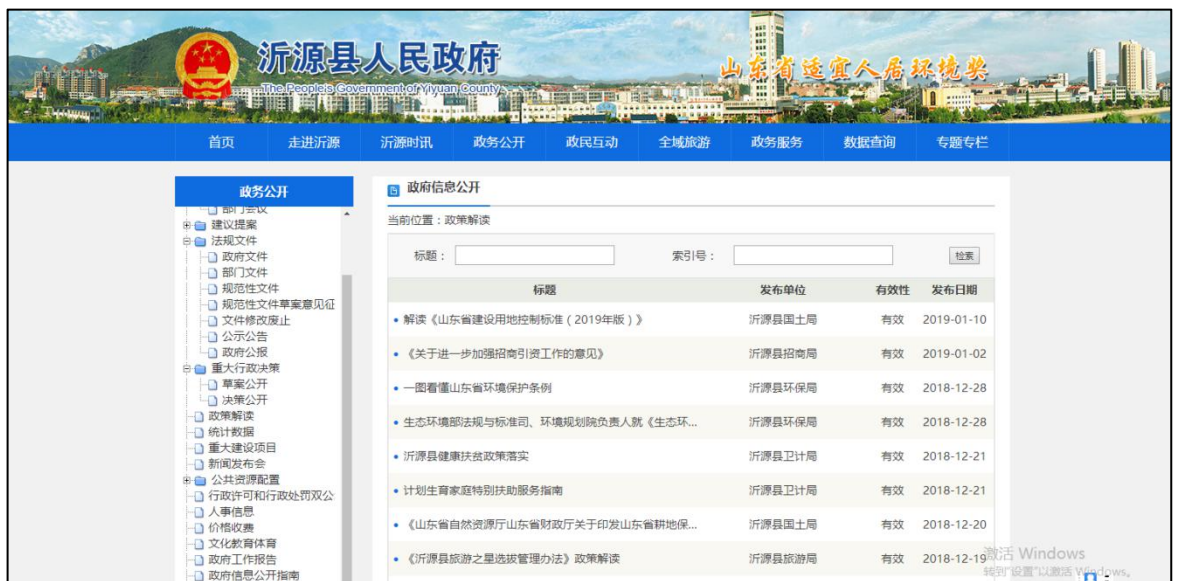 沂源县人民政府
The People's Government of Yiyuan County
山东省适宜人居环境奖
首页 走进沂源 沂源时讯 政务公开 政民互动 全域旅游 政务服务 数据查询 专题专栏
政务公开
部门会议
建议提案
法规文件
政府文件
部门文件
规范性文件
规范性文件草案意见征
文件修改废止
公示公告
政府公报
重大行政决策
草案公开
决策公开
政策解读
统计数据
重大建设项目
新闻发布会
公共资源配置
行政许可和行政处罚双公
人事信息
价格收费
文化教育体育
政府工作报告
政府信息公开指南
政府信息公开
当前位置：政策解读
标题： 索引号： 检索
标题 发布单位 有效性 发布日期
• 解读《山东省建设用地控制标准（2019年版）》 沂源县国土局 有效 2019-01-10
• 《关于进一步加强招商引资工作的意见》 沂源县招商局 有效 2019-01-02
• 一图看懂山东省环境保护条例 沂源县环保局 有效 2018-12-28
• 生态环境部法规与标准司、环境规划院负责人就《生态环... 沂源县环保局 有效 2018-12-28
• 沂源县健康扶贫政策落实 沂源县卫计局 有效 2018-12-21
• 计划生育家庭特别扶助服务指南 沂源县卫计局 有效 2018-12-21
• 《山东省自然资源厅山东省财政厅关于印发山东省耕地保... 沂源县国土局 有效 2018-12-20
• 《沂源县旅游之星选拔管理办法》政策解读 沂源县旅游局 有效 2018-12-19
激活 Windows
转到"设置"以激活 Windows。